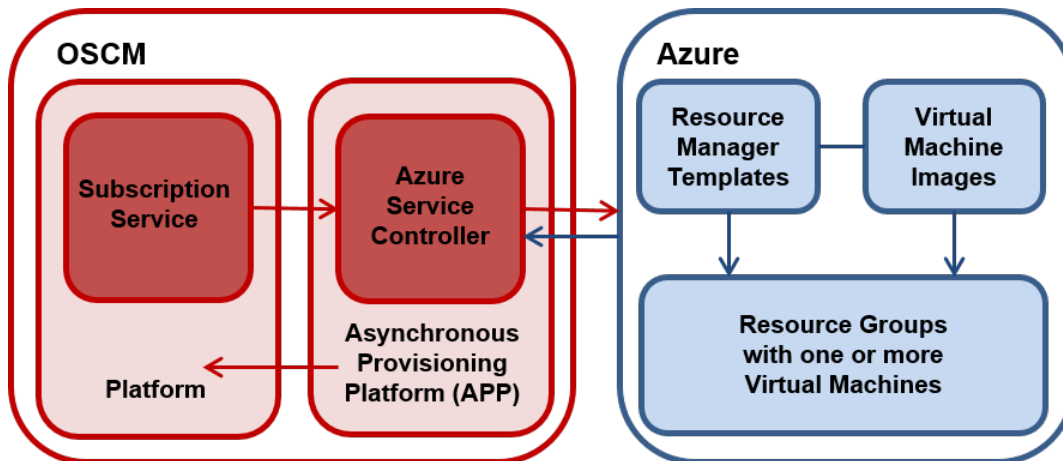 OSCM
Subscription
Service
Platform
Azure
Service
Controller
Asynchronous
Provisioning
Platform (APP)
Azure
Resource
Manager
Templates
Virtual
Machine
Images
Resource Groups
with one or more
Virtual Machines